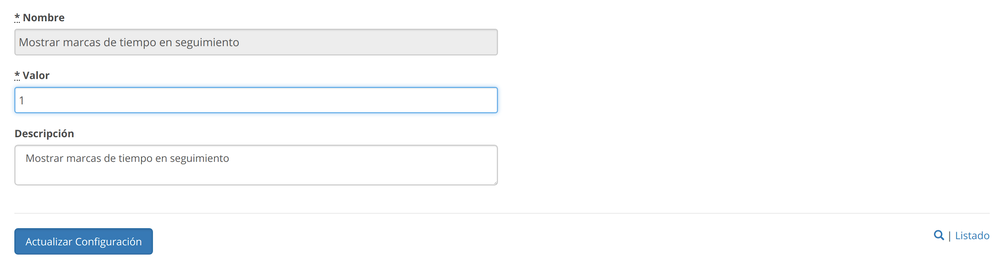 * Nombre
Mostrar marcas de tiempo en seguimiento
* Valor
1
Descripción
Mostrar marcas de tiempo en seguimiento
Actualizar Configuración
| Listado